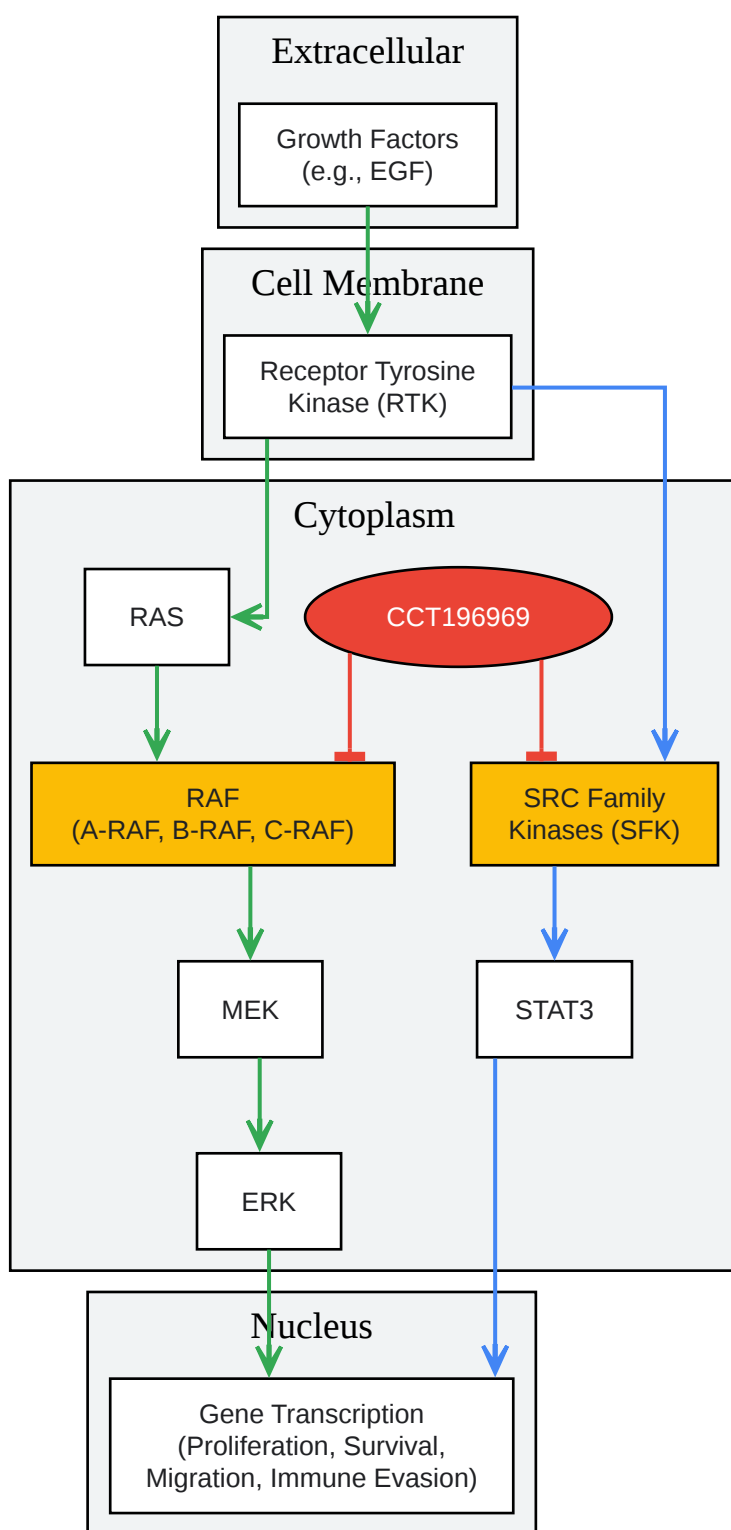 Extracellular
Growth Factors
(e.g., EGF)
Cell Membrane
Receptor Tyrosine
Kinase (RTK)
Cytoplasm
RAS
CCT196969
RAF
(A-RAF, B-RAF, C-RAF)
SRC Family
Kinases (SFK)
MEK
STAT3
ERK
Nucleus
Gene Transcription
(Proliferation, Survival,
Migration, Immune Evasion)